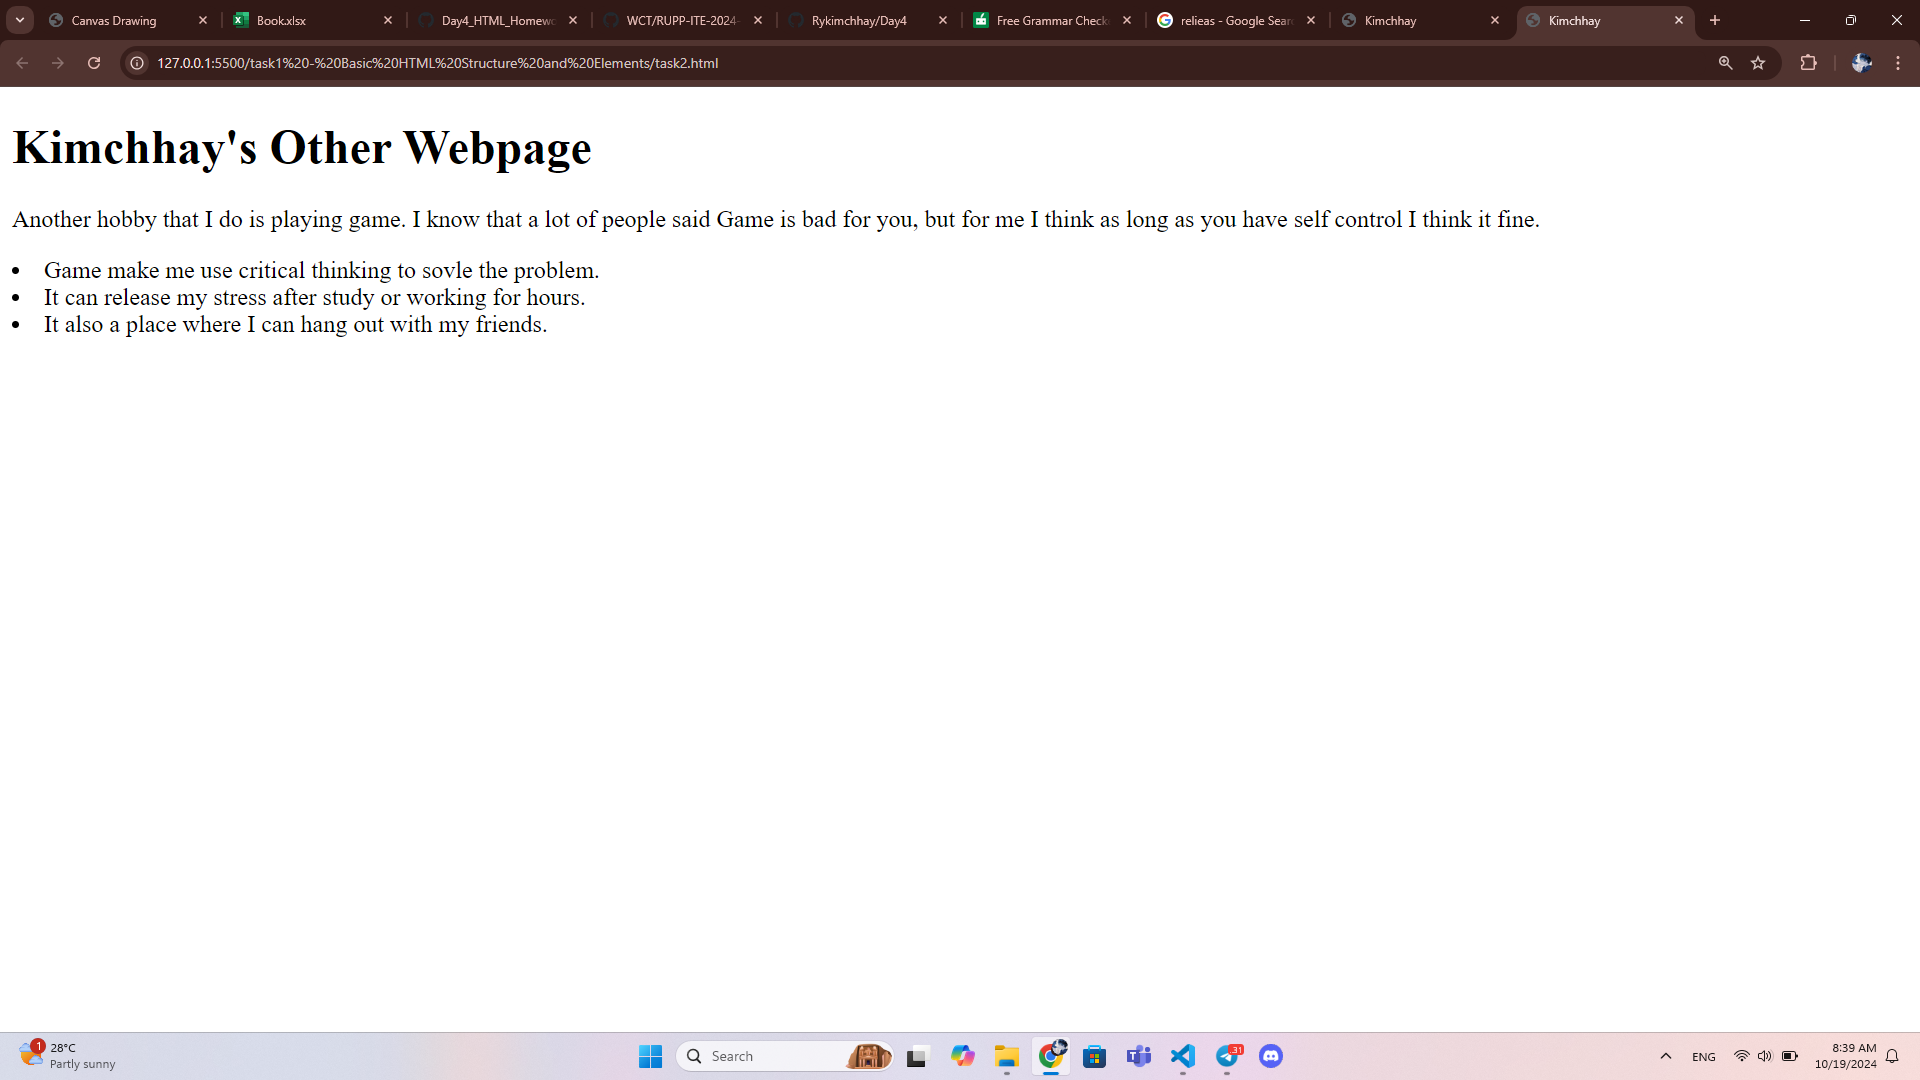 Canvas Drawing
Book.xlsx
Day4_HTML_Homewo
WCT/RUPP-ITE-2024-
Rykimchhay/Day4
Free Grammar Check
relieas - Google Sear
Kimchhay
Kimchhay
127.0.0.1:5500/task1%20-%20Basic%20HTML%20Structure%20and%20Elements/task2.html
Kimchhay's Other Webpage
Another hobby that I do is playing game. I know that a lot of people said Game is bad for you, but for me I think as long as you have self control I think it fine.
• Game make me use critical thinking to sovle the problem.
• It can release my stress after study or working for hours.
• It also a place where I can hang out with my friends.
1
28°C
Partly sunny
Search
31
ENG
8:39 AM
10/19/2024